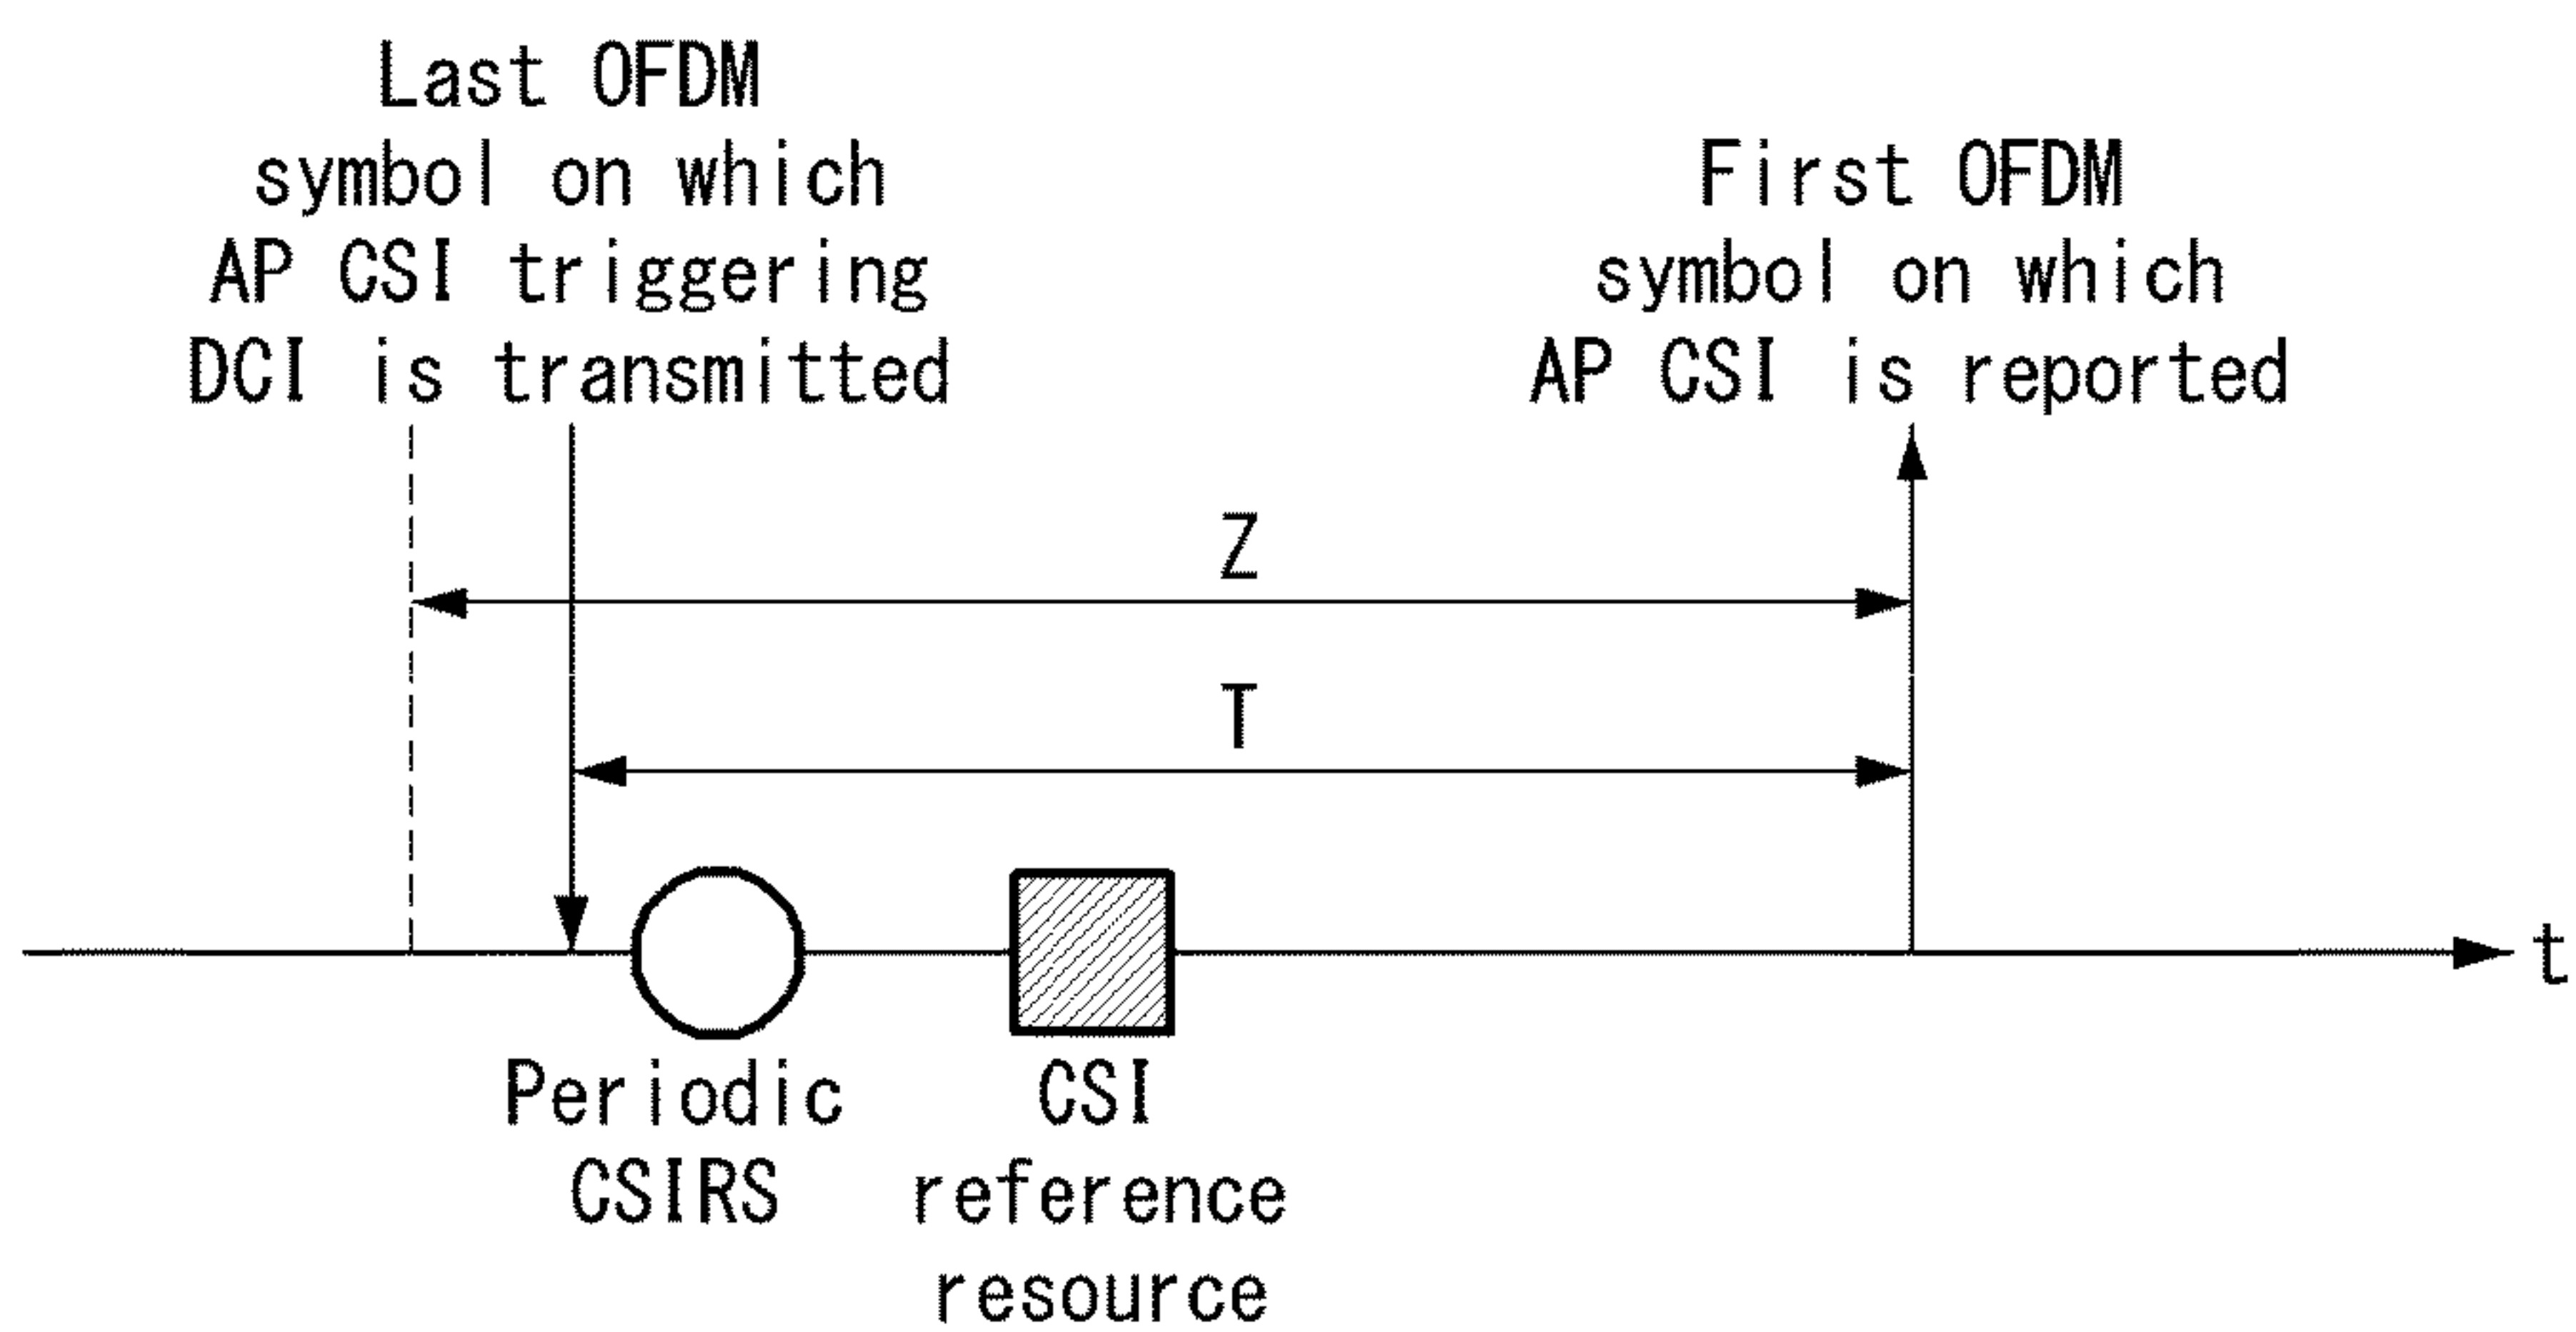 Last OFDM
symbol on which
AP CSI triggering
DCI is transmitted
First OFDM
symbol on which
AP CSI is reported
Z
T
t
Periodic
CSIRS
CSI
reference
resource